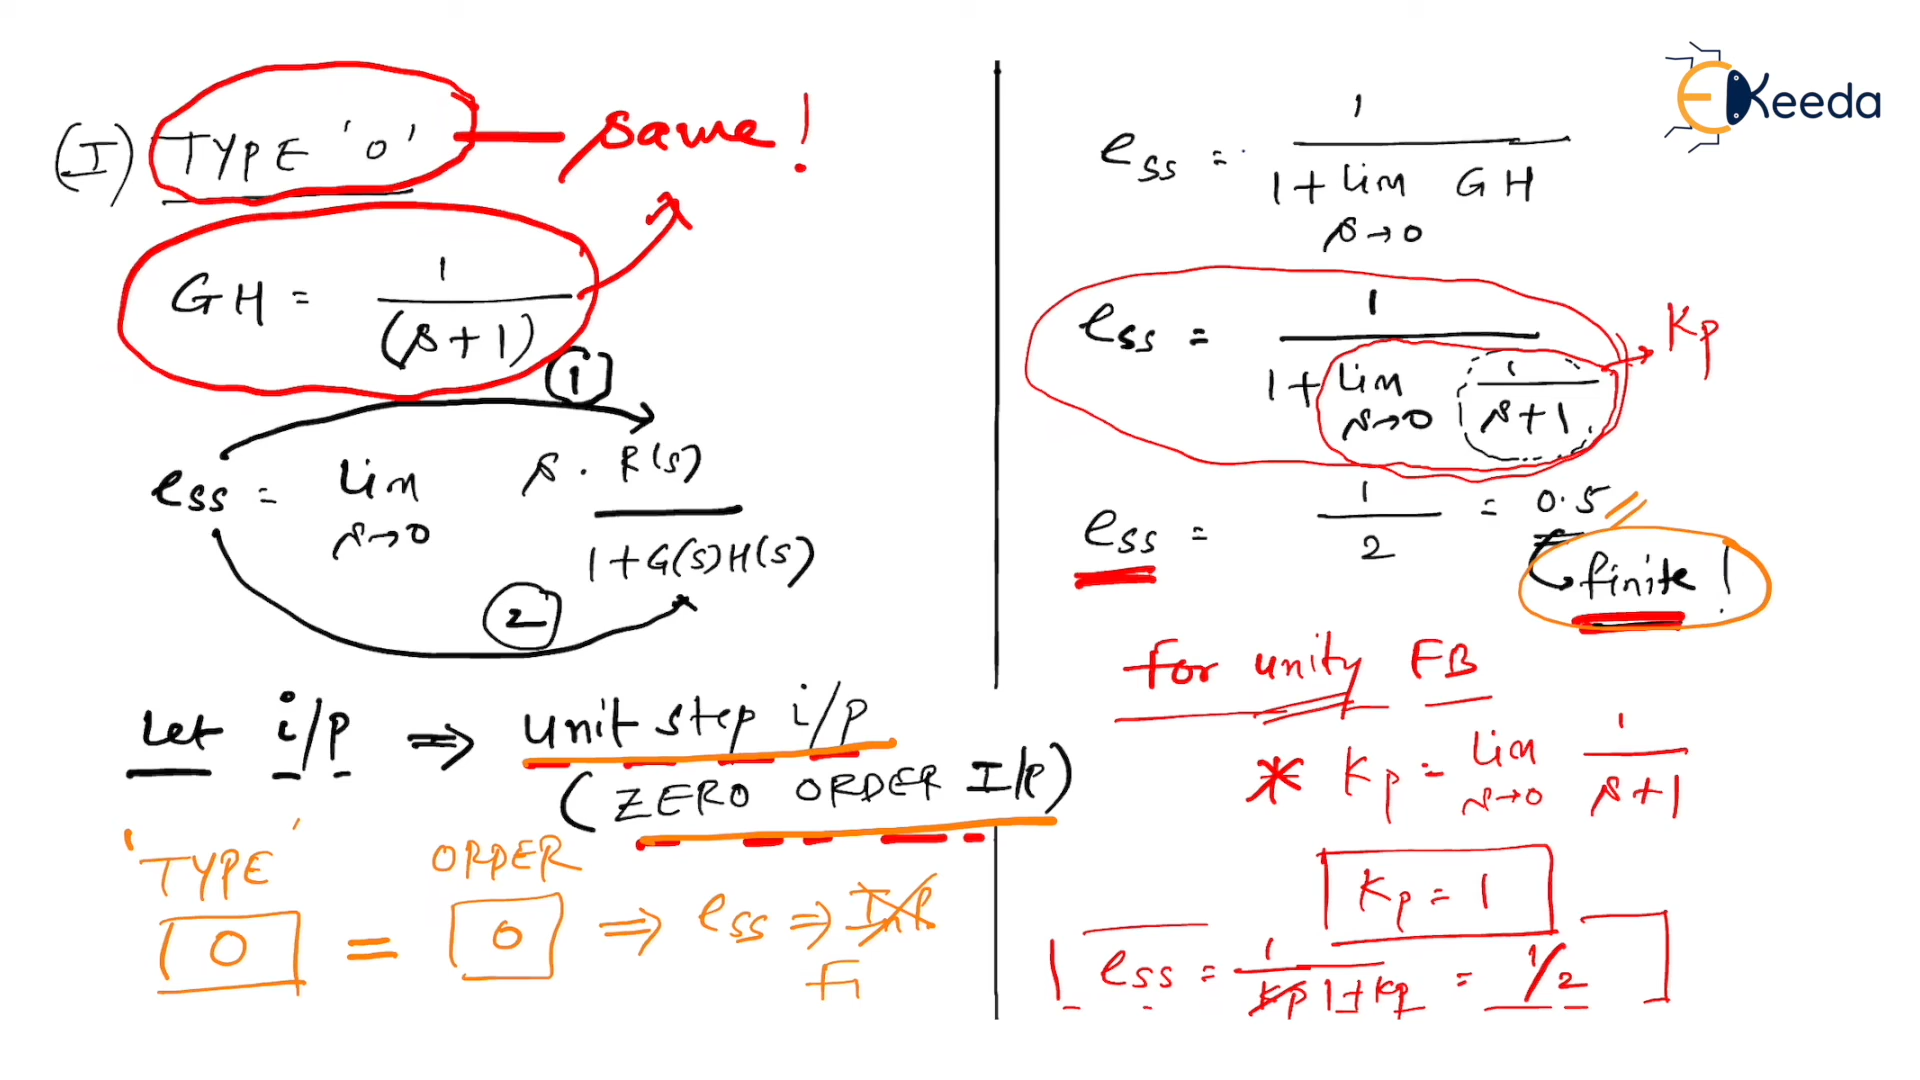 (I) TYPE '0' — same!
GH = 1/(s+1)
1
ess = lim s→0 s · R(s) / 1+G(s)H(s)
2
Let i/p ⇒ unit step i/p
(ZERO ORDER I/P)
'TYPE' ORDER
0 = 0 ⇒ ess ⇒
Fi
EKeeda
ess = 1 / 1+ lim s→0 GH
ess = 1 / 1+ lim s→0 1/s+1 → Kp
ess = 1/2 = 0.5
finite!
for unity FB
* Kp = lim s→0 1/s+1
Kp = 1
ess = 1/Kp 1+Kp = 1/2